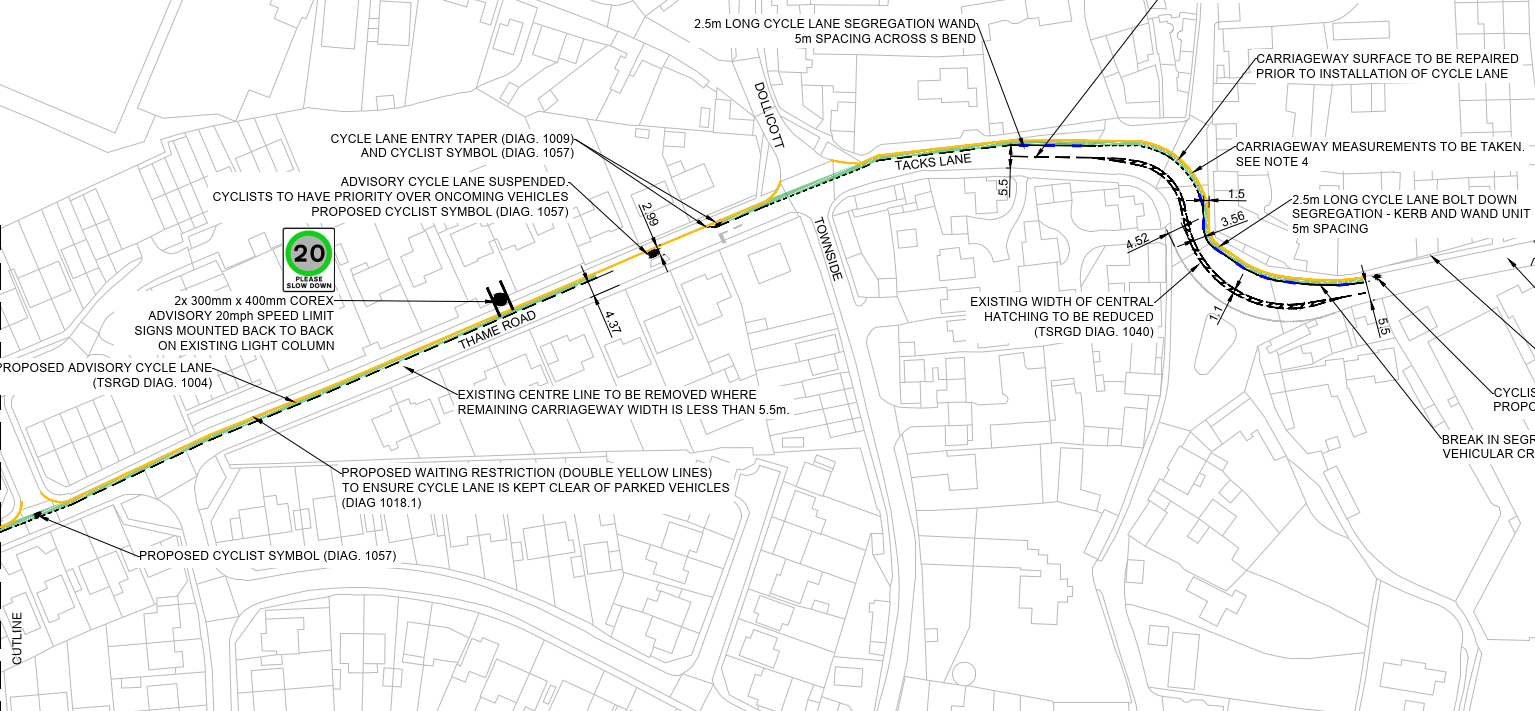 2.5m LONG CYCLE LANE SEGREGATION WAND
5m SPACING ACROSS S BEND
CARRIAGEWAY SURFACE TO BE REPAIRED
PRIOR TO INSTALLATION OF CYCLE LANE
DOLLICOTT
CYCLE LANE ENTRY TAPER (DIAG. 1009)
AND CYCLIST SYMBOL (DIAG. 1057)
CARRIAGEWAY MEASUREMENTS TO BE TAKEN.
SEE NOTE 4
TACKS LANE
ADVISORY CYCLE LANE SUSPENDED.
CYCLISTS TO HAVE PRIORITY OVER ONCOMING VEHICLES
PROPOSED CYCLIST SYMBOL (DIAG. 1057)
2.99
5.5
1.5
2.5m LONG CYCLE LANE BOLT DOWN
SEGREGATION - KERB AND WAND UNIT
5m SPACING
3.56
4.52
TOWNSIDE
20
PLEASE
SLOW DOWN
2x 300mm x 400mm COREX
ADVISORY 20mph SPEED LIMIT
SIGNS MOUNTED BACK TO BACK
ON EXISTING LIGHT COLUMN
THAME ROAD
4.37
EXISTING WIDTH OF CENTRAL
HATCHING TO BE REDUCED
(TSRGD DIAG. 1040)
1.1
5.5
PROPOSED ADVISORY CYCLE LANE
(TSRGD DIAG. 1004)
EXISTING CENTRE LINE TO BE REMOVED WHERE
REMAINING CARRIAGEWAY WIDTH IS LESS THAN 5.5m.
CYCLIS
PROPO
BREAK IN SEGR
VEHICULAR CR
PROPOSED WAITING RESTRICTION (DOUBLE YELLOW LINES)
TO ENSURE CYCLE LANE IS KEPT CLEAR OF PARKED VEHICLES
(DIAG 1018.1)
PROPOSED CYCLIST SYMBOL (DIAG. 1057)
CUTLINE